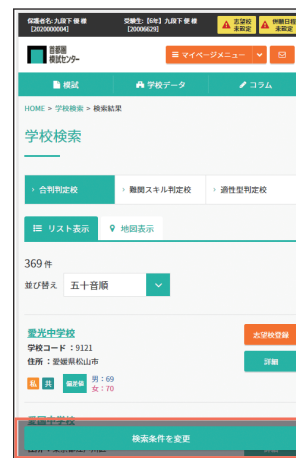 保護者名: 九段下 優 様
[2020000004]
受験生: 【6年】 九段下 優 様
[20006629]
志望校
未設定
併願日程
未設定
首都圏
模試センター
マイページメニュー
模試
学校データ
コラム
HOME > 学校検索 > 検索結果
学校検索
合判判定校
難関スキル判定校
適性型判定校
リスト表示
地図表示
369 件
並び替え
五十音順
愛光中学校
志望校登録
学校コード：9121
住所：愛媛県松山市
詳細
私 共 偏差値 男：69
女：70
検索条件を変更